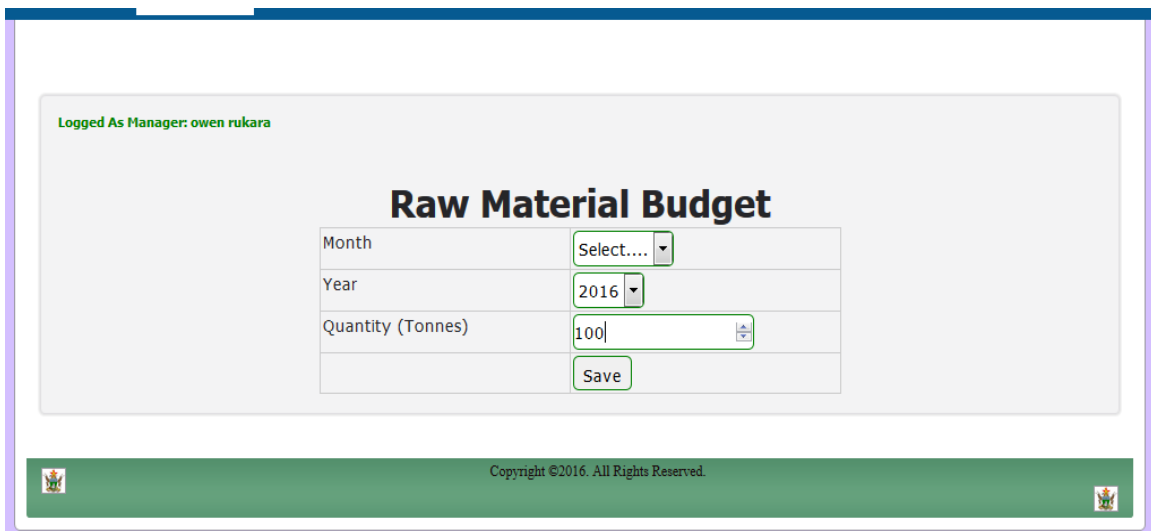 Logged As Manager: owen rukara
Raw Material Budget
Month Select....
Year 2016
Quantity (Tonnes) 100
Save
Copyright ©2016. All Rights Reserved.